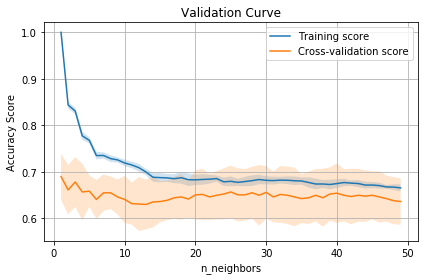 Validation Curve
Training score
Cross-validation score
Accuracy Score
1.0
0.9
0.8
0.7
0.6
0
10
20
30
40
50
n_neighbors